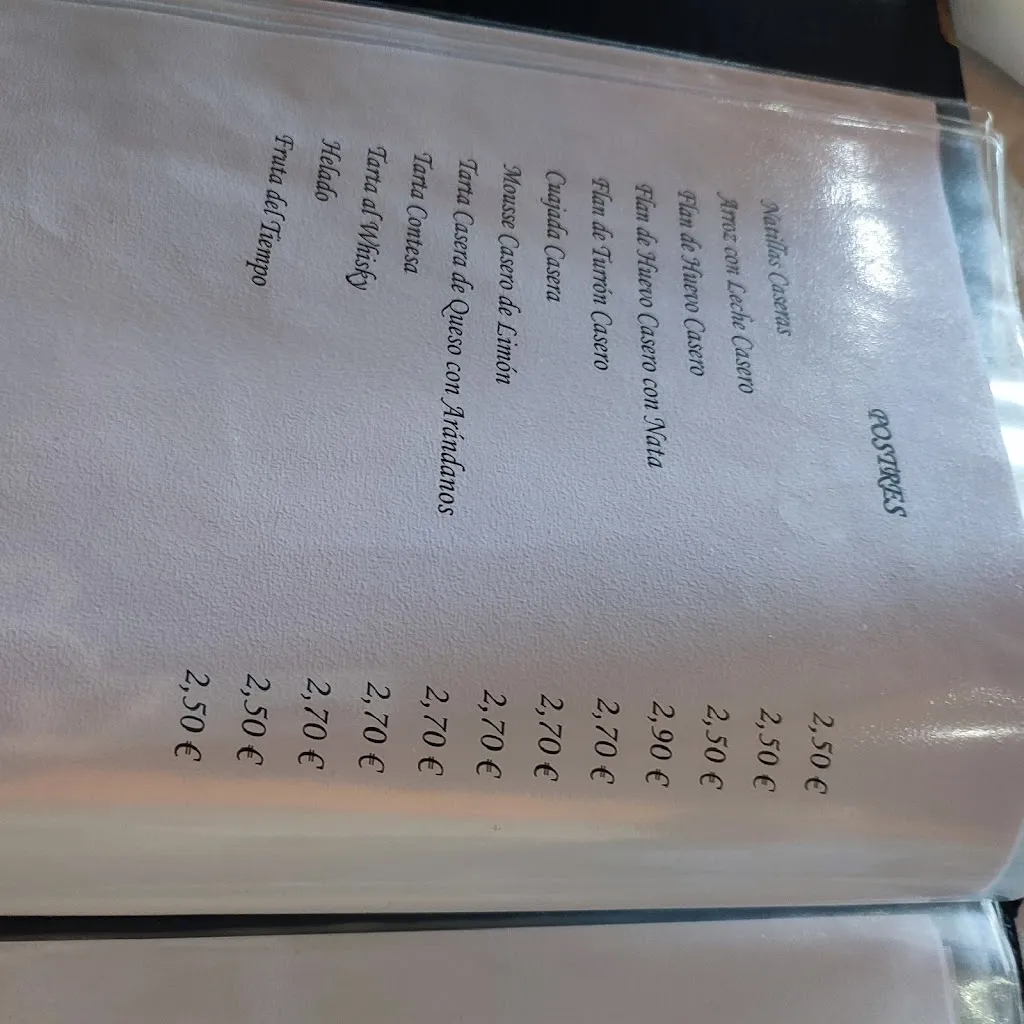 POSTRES
Natillas Caseras 2,50 €
Arroz con Leche Casero 2,50 €
Flan de Huevo Casero 2,50 €
Flan de Huevo Casero con Nata 2,90 €
Flan de Turrón Casero 2,70 €
Cuajada Casera 2,70 €
Mousse Casero de Limón 2,70 €
Tarta Casera de Queso con Arándanos 2,70 €
Tarta Contesa 2,70 €
Tarta al Whisky 2,70 €
Helado 2,50 €
Fruta del Tiempo 2,50 €